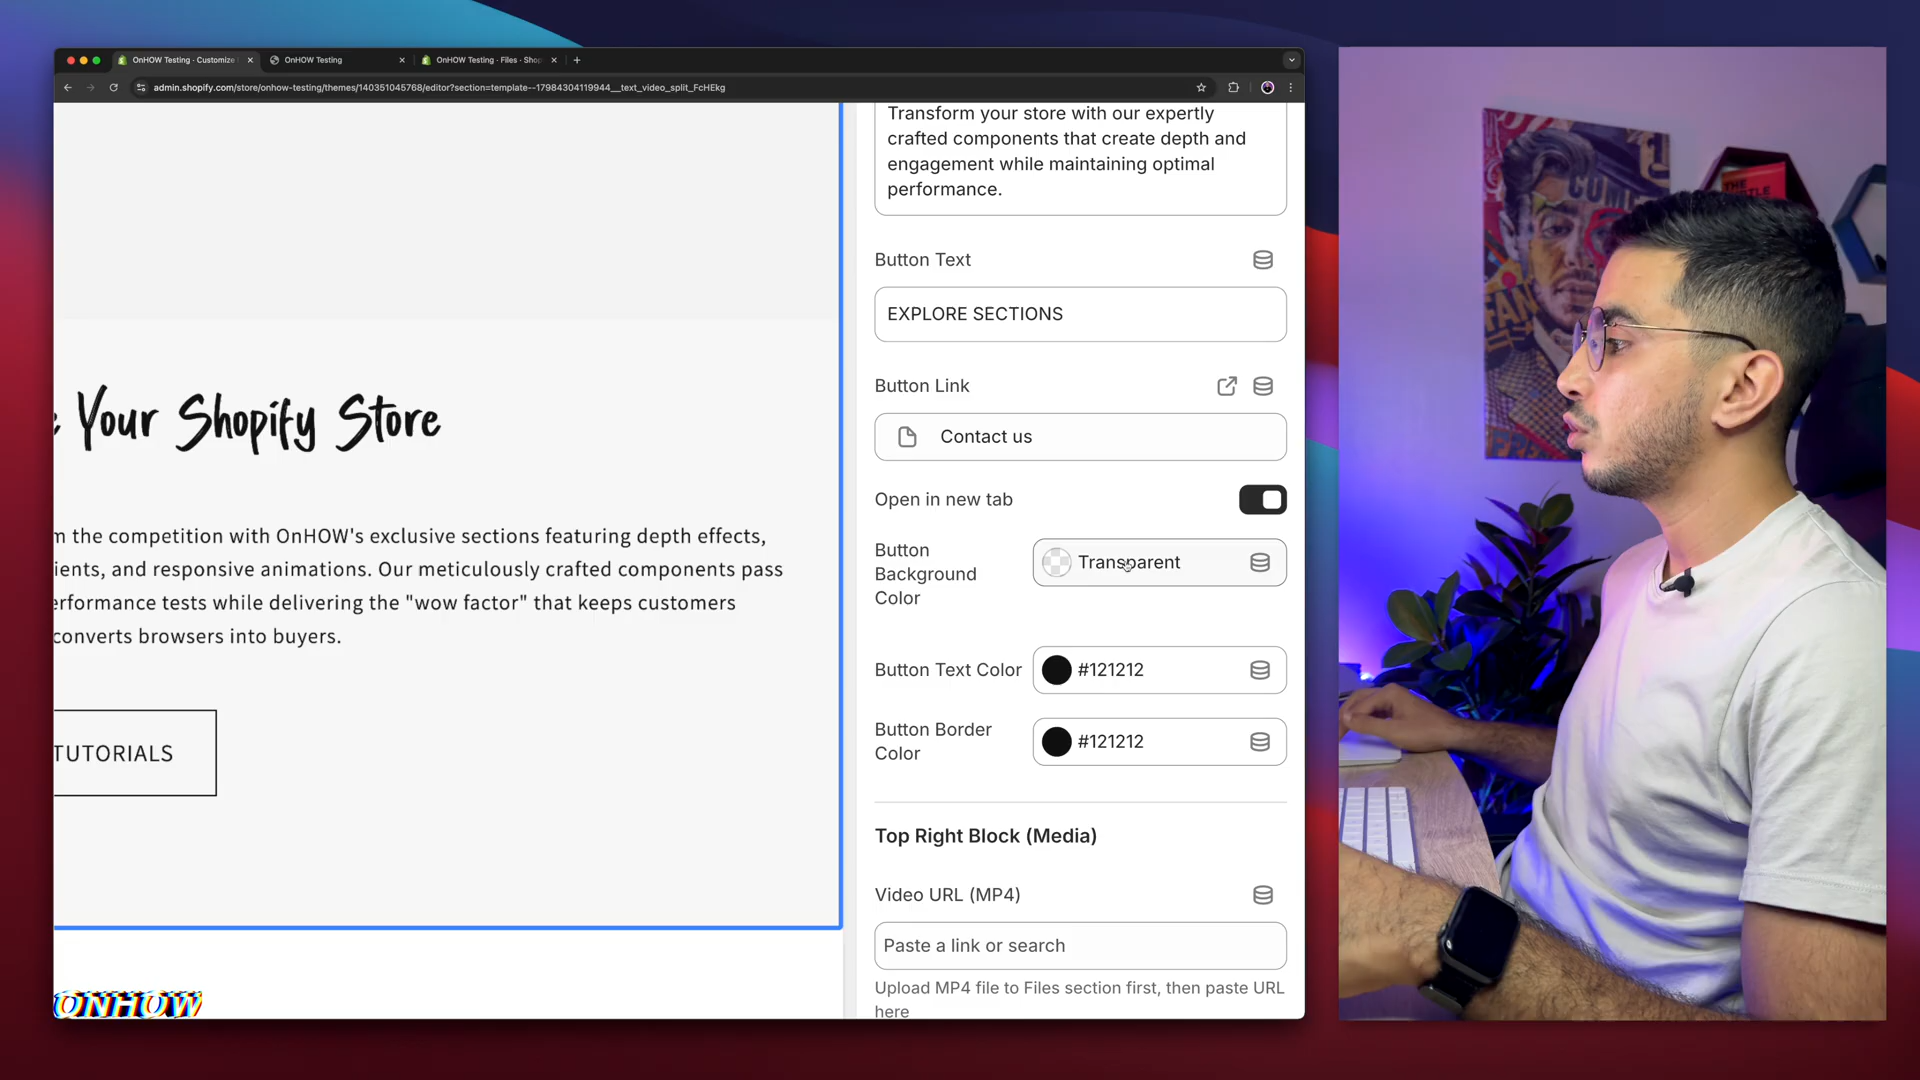 OnHOW Testing · Customize
OnHOW Testing
OnHOW Testing · Files · Shop
admin.shopify.com/store/onhow-testing/themes/140351045768/editor?section=template--17984304119944__text_video_split_FcHEkg
Your Shopify Store
the competition with OnHOW's exclusive sections featuring depth effects,
and responsive animations. Our meticulously crafted components pass
tests while delivering the "wow factor" that keeps customers
converts browsers into buyers.
TUTORIALS
ONHOW
Transform your store with our expertly
crafted components that create depth and
engagement while maintaining optimal
performance.
Button Text
EXPLORE SECTIONS
Button Link
Contact us
Open in new tab
Button
Background
Color
Transparent
Button Text Color
#121212
Button Border
Color
#121212
Top Right Block (Media)
Video URL (MP4)
Paste a link or search
Upload MP4 file to Files section first, then paste URL
here
THE